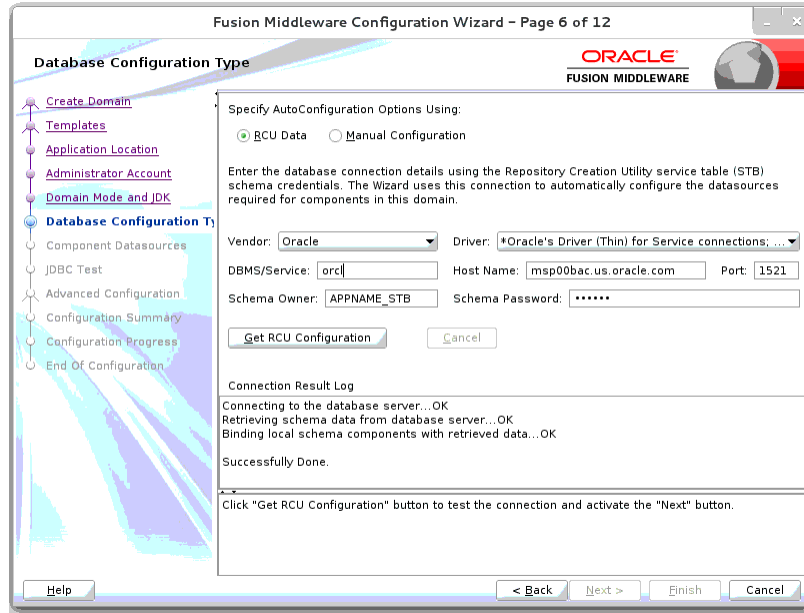 Fusion Middleware Configuration Wizard – Page 6 of 12
Database Configuration Type
ORACLE
FUSION MIDDLEWARE
Create Domain
Templates
Application Location
Administrator Account
Domain Mode and JDK
Database Configuration Ty
Component Datasources
JDBC Test
Advanced Configuration
Configuration Summary
Configuration Progress
End Of Configuration
Specify AutoConfiguration Options Using:
RCU Data Manual Configuration
Enter the database connection details using the Repository Creation Utility service table (STB)
schema credentials. The Wizard uses this connection to automatically configure the datasources
required for components in this domain.
Vendor: Oracle Driver: *Oracle's Driver (Thin) for Service connections; ...
DBMS/Service: orcl Host Name: msp00bac.us.oracle.com Port: 1521
Schema Owner: APPNAME_STB Schema Password: ••••••
Get RCU Configuration Cancel
Connection Result Log
Connecting to the database server...OK
Retrieving schema data from database server...OK
Binding local schema components with retrieved data...OK
Successfully Done.
Click "Get RCU Configuration" button to test the connection and activate the "Next" button.
Help < Back Next > Finish Cancel